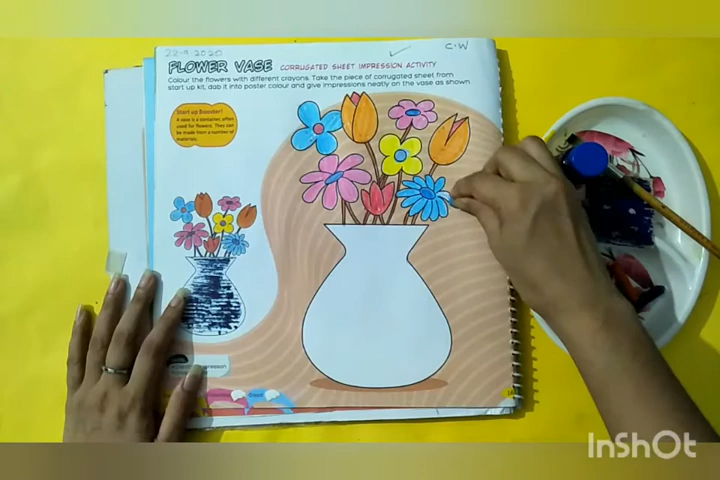 22-9-2020
C.W
FLOWER VASE CORRUGATED SHEET IMPRESSION ACTIVITY
Colour the flowers with different crayons. Take the piece of corrugated sheet from
start up kit, dab it into poster colour and give impressions neatly on the vase as shown.
Start up Booster!
A vase is a container, often
used for flowers. They can
be made from a number of
materials.
InShOt